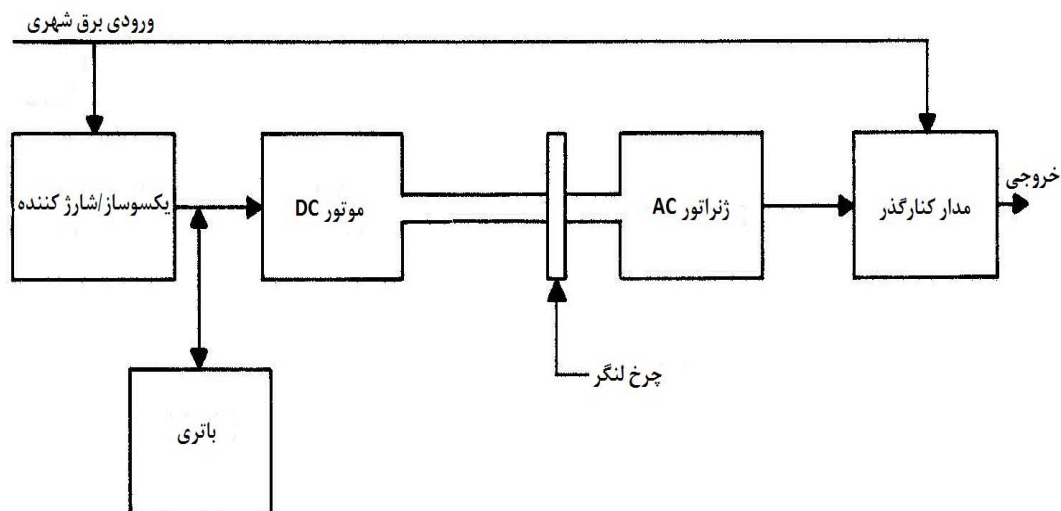 ورودی برق شهری
یکسوساز/شارژ کننده
موتور DC
ژنراتور AC
مدار کنارگذر
خروجی
چرخ لنگر
باتری